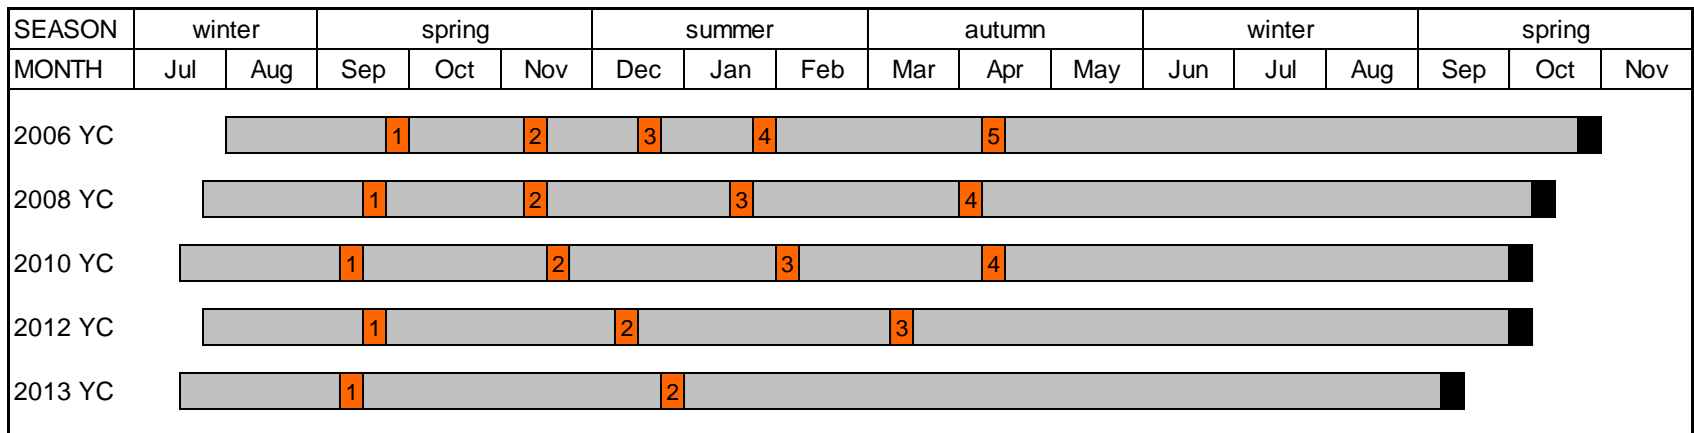 SEASON winter spring summer autumn winter spring
MONTH Jul Aug Sep Oct Nov Dec Jan Feb Mar Apr May Jun Jul Aug Sep Oct Nov
2006 YC 1 2 3 4 5
2008 YC 1 2 3 4
2010 YC 1 2 3 4
2012 YC 1 2 3
2013 YC 1 2